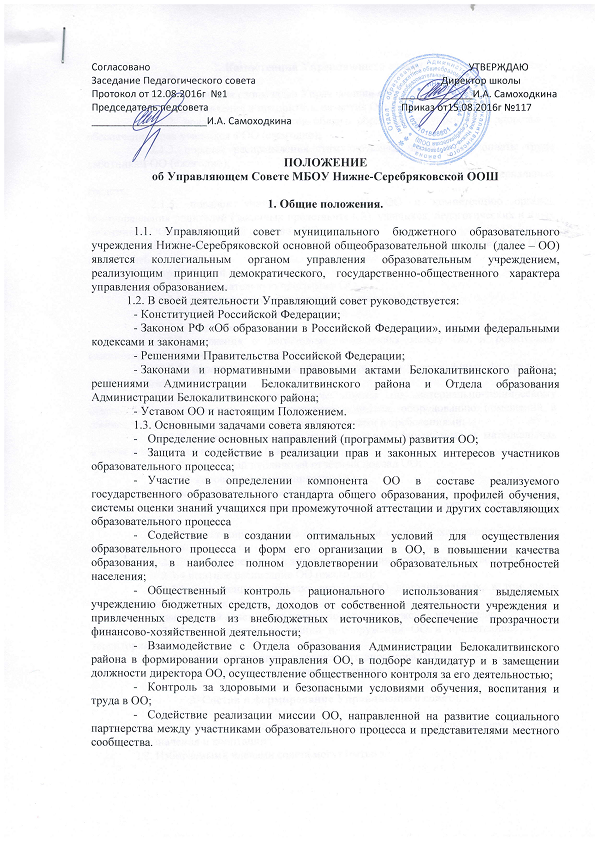 Согласовано УТВЕРЖДАЮ
Заседание Педагогического совета Директор школы
Протокол от 12.08.2016г №1 И.А. Самоходкина
Председатель педсовета Приказ от15.08.2016г №117
____________________И.А. Самоходкина
ПОЛОЖЕНИЕ
об Управляющем Совете МБОУ Нижне-Серебряковской ООШ
1. Общие положения.
1.1. Управляющий совет муниципального бюджетного образовательного
учреждения Нижне-Серебряковской основной общеобразовательной школы (далее – ОО)
является коллегиальным органом управления образовательным учреждением,
реализующим принцип демократического, государственно-общественного характера
управления образованием.
1.2. В своей деятельности Управляющий совет руководствуется:
- Конституцией Российской Федерации;
- Законом РФ «Об образовании в Российской Федерации», иными федеральными
кодексами и законами;
- Решениями Правительства Российской Федерации;
- Законами и нормативными правовыми актами Белокалитвинского района;
решениями Администрации Белокалитвинского района и Отдела образования
Администрации Белокалитвинского района;
- Уставом ОО и настоящим Положением.
1.3. Основными задачами совета являются:
- Определение основных направлений (программы) развития ОО;
- Защита и содействие в реализации прав и законных интересов участников
образовательного процесса;
- Участие в определении компонента ОО в составе реализуемого
государственного образовательного стандарта общего образования, профилей обучения,
системы оценки знаний учащихся при промежуточной аттестации и других составляющих
образовательного процесса
- Содействие в создании оптимальных условий для осуществления
образовательного процесса и форм его организации в ОО, в повышении качества
образования, в наиболее полном удовлетворении образовательных потребностей
населения;
- Общественный контроль рационального использования выделяемых
учреждению бюджетных средств, доходов от собственной деятельности учреждения и
привлеченных средств из внебюджетных источников, обеспечение прозрачности
финансово-хозяйственной деятельности;
- Взаимодействие с Отдела образования Администрации Белокалитвинского
района в формировании органов управления ОО, в подборе кандидатур и в замещении
должности директора ОО, осуществление общественного контроля за его деятельностью;
- Контроль за здоровыми и безопасными условиями обучения, воспитания и
труда в ОО;
- Содействие реализации миссии ОО, направленной на развитие социального
партнерства между участниками образовательного процесса и представителями местного
сообщества.